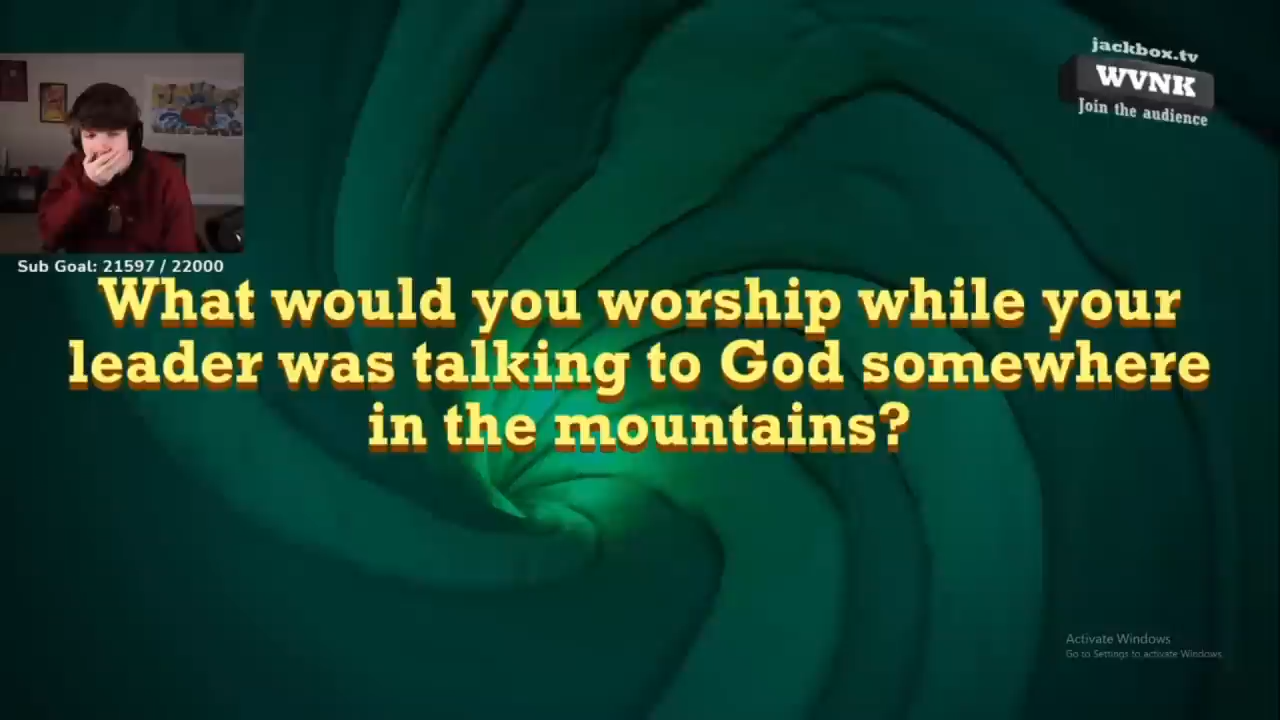 jackbox.tv
WVNK
Join the audience
Sub Goal: 21597 / 22000
What would you worship while your
leader was talking to God somewhere
in the mountains?
Activate Windows
Go to Settings to activate Windows.